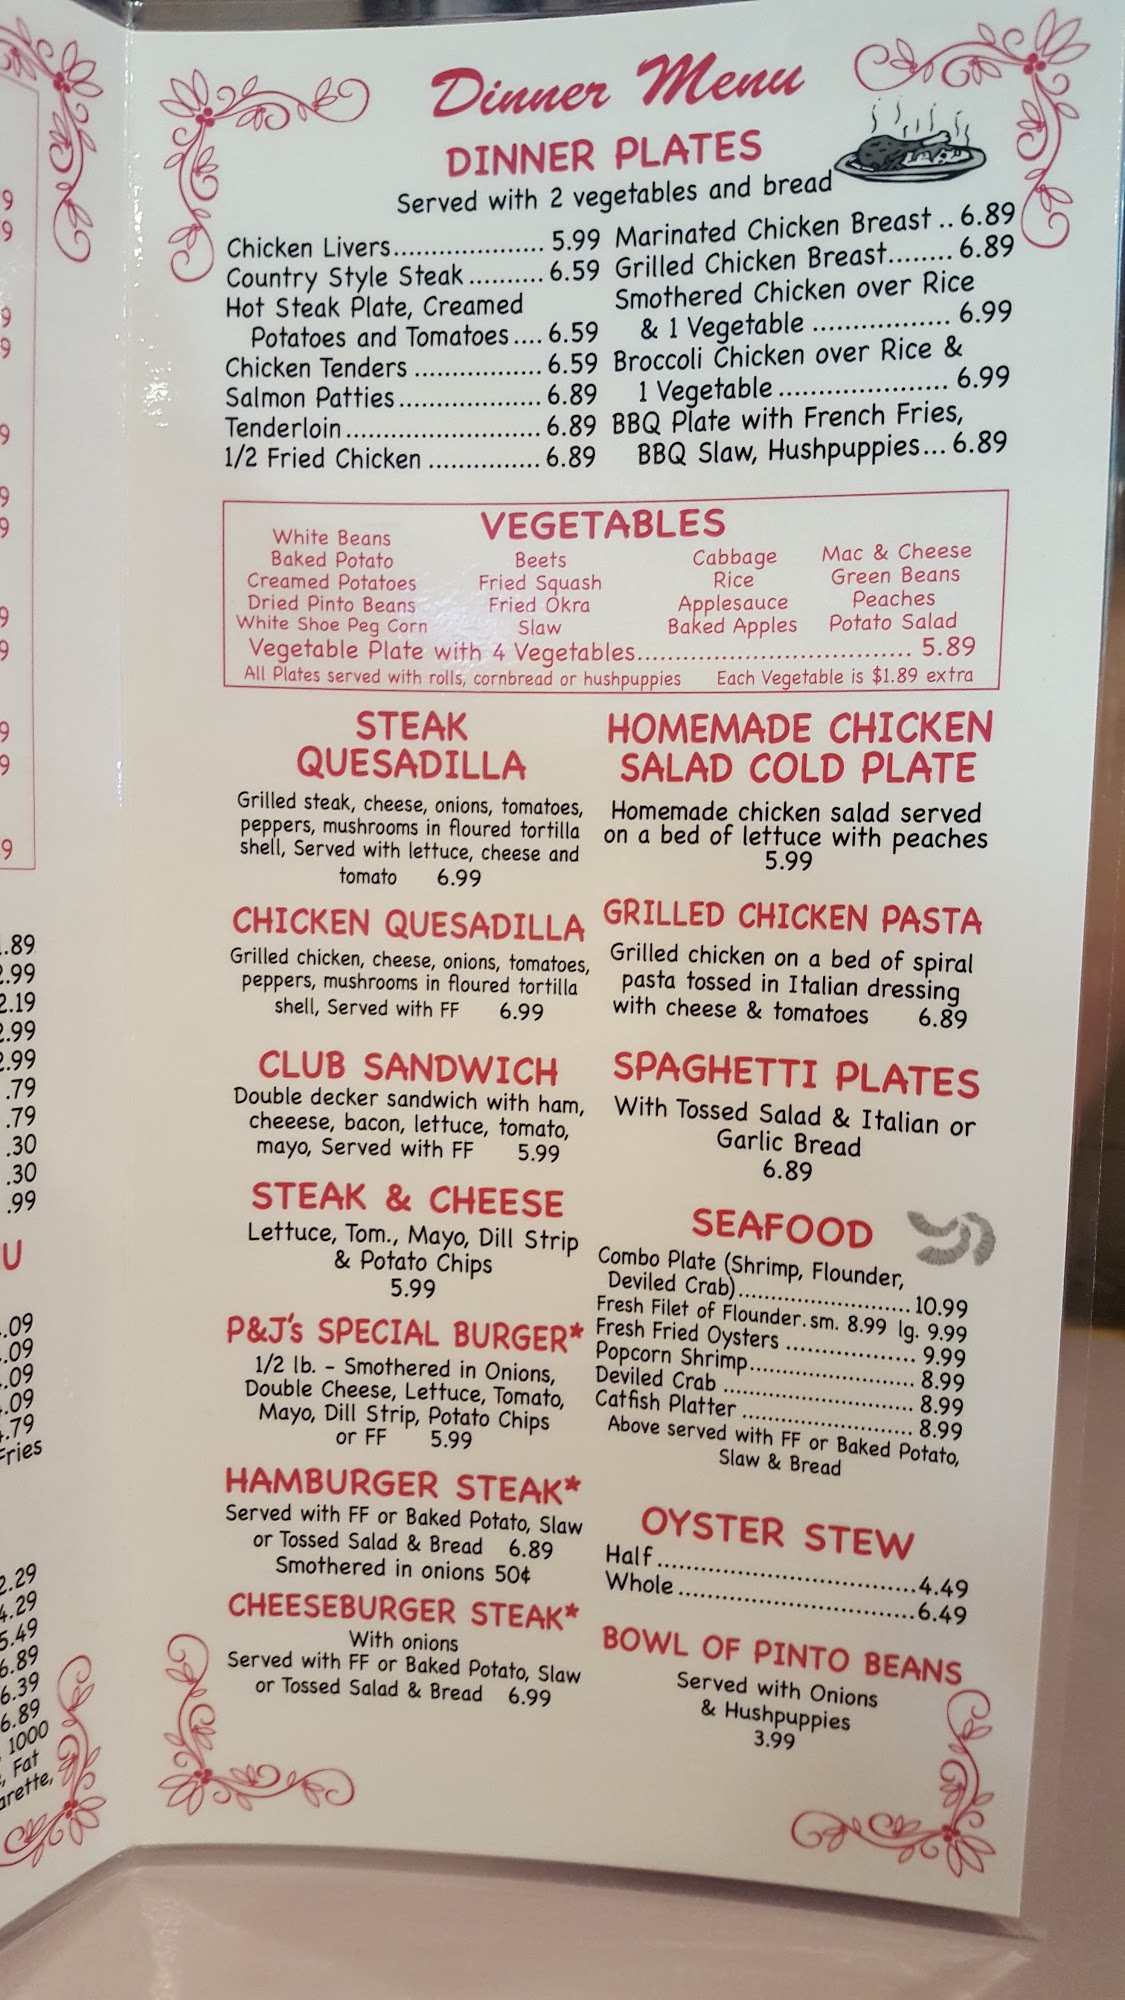 Dinner Menu
DINNER PLATES
Served with 2 vegetables and bread
Chicken Livers.................... 5.99
Country Style Steak .......... 6.59
Hot Steak Plate, Creamed
Potatoes and Tomatoes .... 6.59
Chicken Tenders ................. 6.59
Salmon Patties................... 6.89
Tenderloin .......................... 6.89
1/2 Fried Chicken ............... 6.89
Marinated Chicken Breast .. 6.89
Grilled Chicken Breast........ 6.89
Smothered Chicken over Rice
& 1 Vegetable .................. 6.99
Broccoli Chicken over Rice &
1 Vegetable ...................... 6.99
BBQ Plate with French Fries,
BBQ Slaw, Hushpuppies... 6.89
VEGETABLES
White Beans
Baked Potato
Creamed Potatoes
Dried Pinto Beans
White Shoe Peg Corn
Beets
Fried Squash
Fried Okra
Slaw
Cabbage
Rice
Applesauce
Baked Apples
Mac & Cheese
Green Beans
Peaches
Potato Salad
Vegetable Plate with 4 Vegetables.................................... 5.89
All Plates served with rolls, cornbread or hushpuppies Each Vegetable is $1.89 extra
STEAK
QUESADILLA
Grilled steak, cheese, onions, tomatoes,
peppers, mushrooms in floured tortilla
shell, Served with lettuce, cheese and
tomato 6.99
CHICKEN QUESADILLA
Grilled chicken, cheese, onions, tomatoes,
peppers, mushrooms in floured tortilla
shell, Served with FF 6.99
CLUB SANDWICH
Double decker sandwich with ham,
cheeese, bacon, lettuce, tomato,
mayo, Served with FF 5.99
STEAK & CHEESE
Lettuce, Tom., Mayo, Dill Strip
& Potato Chips
5.99
P&J's SPECIAL BURGER*
1/2 lb. - Smothered in Onions,
Double Cheese, Lettuce, Tomato,
Mayo, Dill Strip, Potato Chips
or FF 5.99
HAMBURGER STEAK*
Served with FF or Baked Potato, Slaw
or Tossed Salad & Bread 6.89
Smothered in onions 50¢
CHEESEBURGER STEAK*
With onions
Served with FF or Baked Potato, Slaw
or Tossed Salad & Bread 6.99
HOMEMADE CHICKEN
SALAD COLD PLATE
Homemade chicken salad served
on a bed of lettuce with peaches
5.99
GRILLED CHICKEN PASTA
Grilled chicken on a bed of spiral
pasta tossed in Italian dressing
with cheese & tomatoes 6.89
SPAGHETTI PLATES
With Tossed Salad & Italian or
Garlic Bread
6.89
SEAFOOD
Combo Plate (Shrimp, Flounder,
Deviled Crab)......................... 10.99
Fresh Filet of Flounder. sm. 8.99 lg. 9.99
Fresh Fried Oysters ................... 9.99
Popcorn Shrimp........................ 8.99
Deviled Crab ............................ 8.99
Catfish Platter ......................... 8.99
Above served with FF or Baked Potato,
Slaw & Bread
OYSTER STEW
Half.......................................4.49
Whole....................................6.49
BOWL OF PINTO BEANS
Served with Onions
& Hushpuppies
3.99